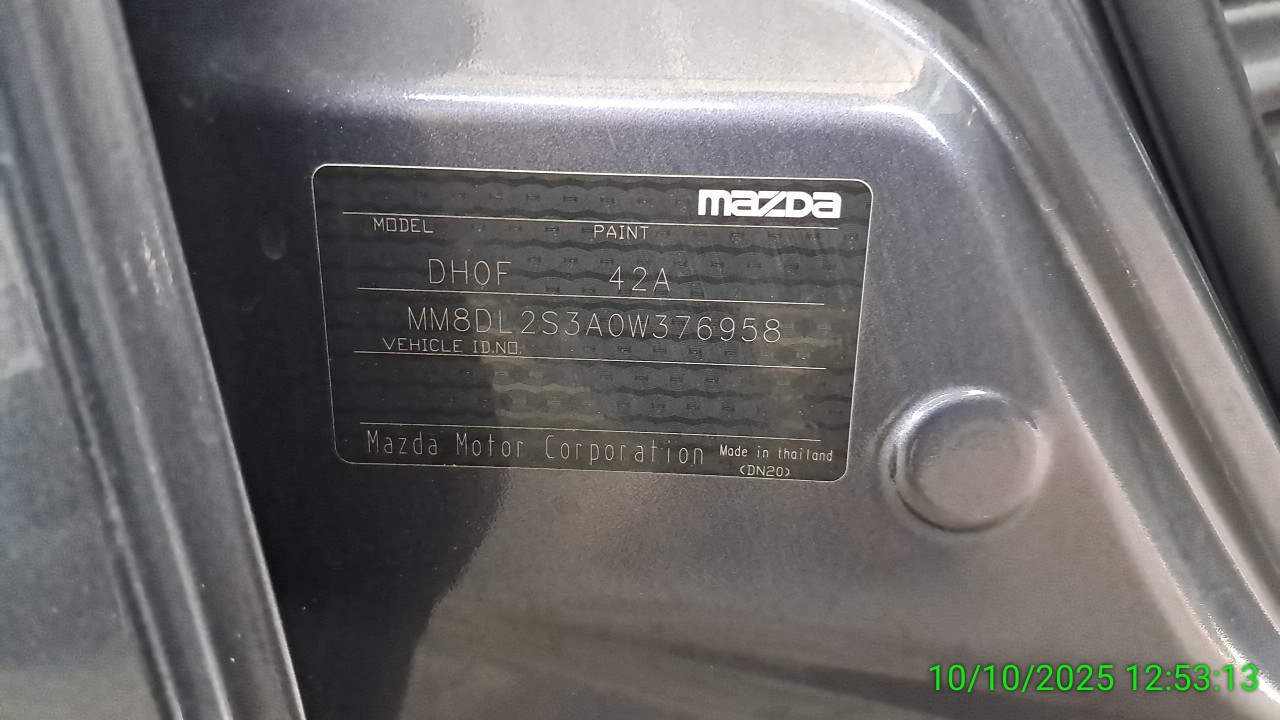 mazda
MODEL PAINT
DH0F 42A
MM8DL2S3A0W376958
VEHICLE ID.NO.
Mazda Motor Corporation Made in thailand
(DN20)
10/10/2025 12:53:13